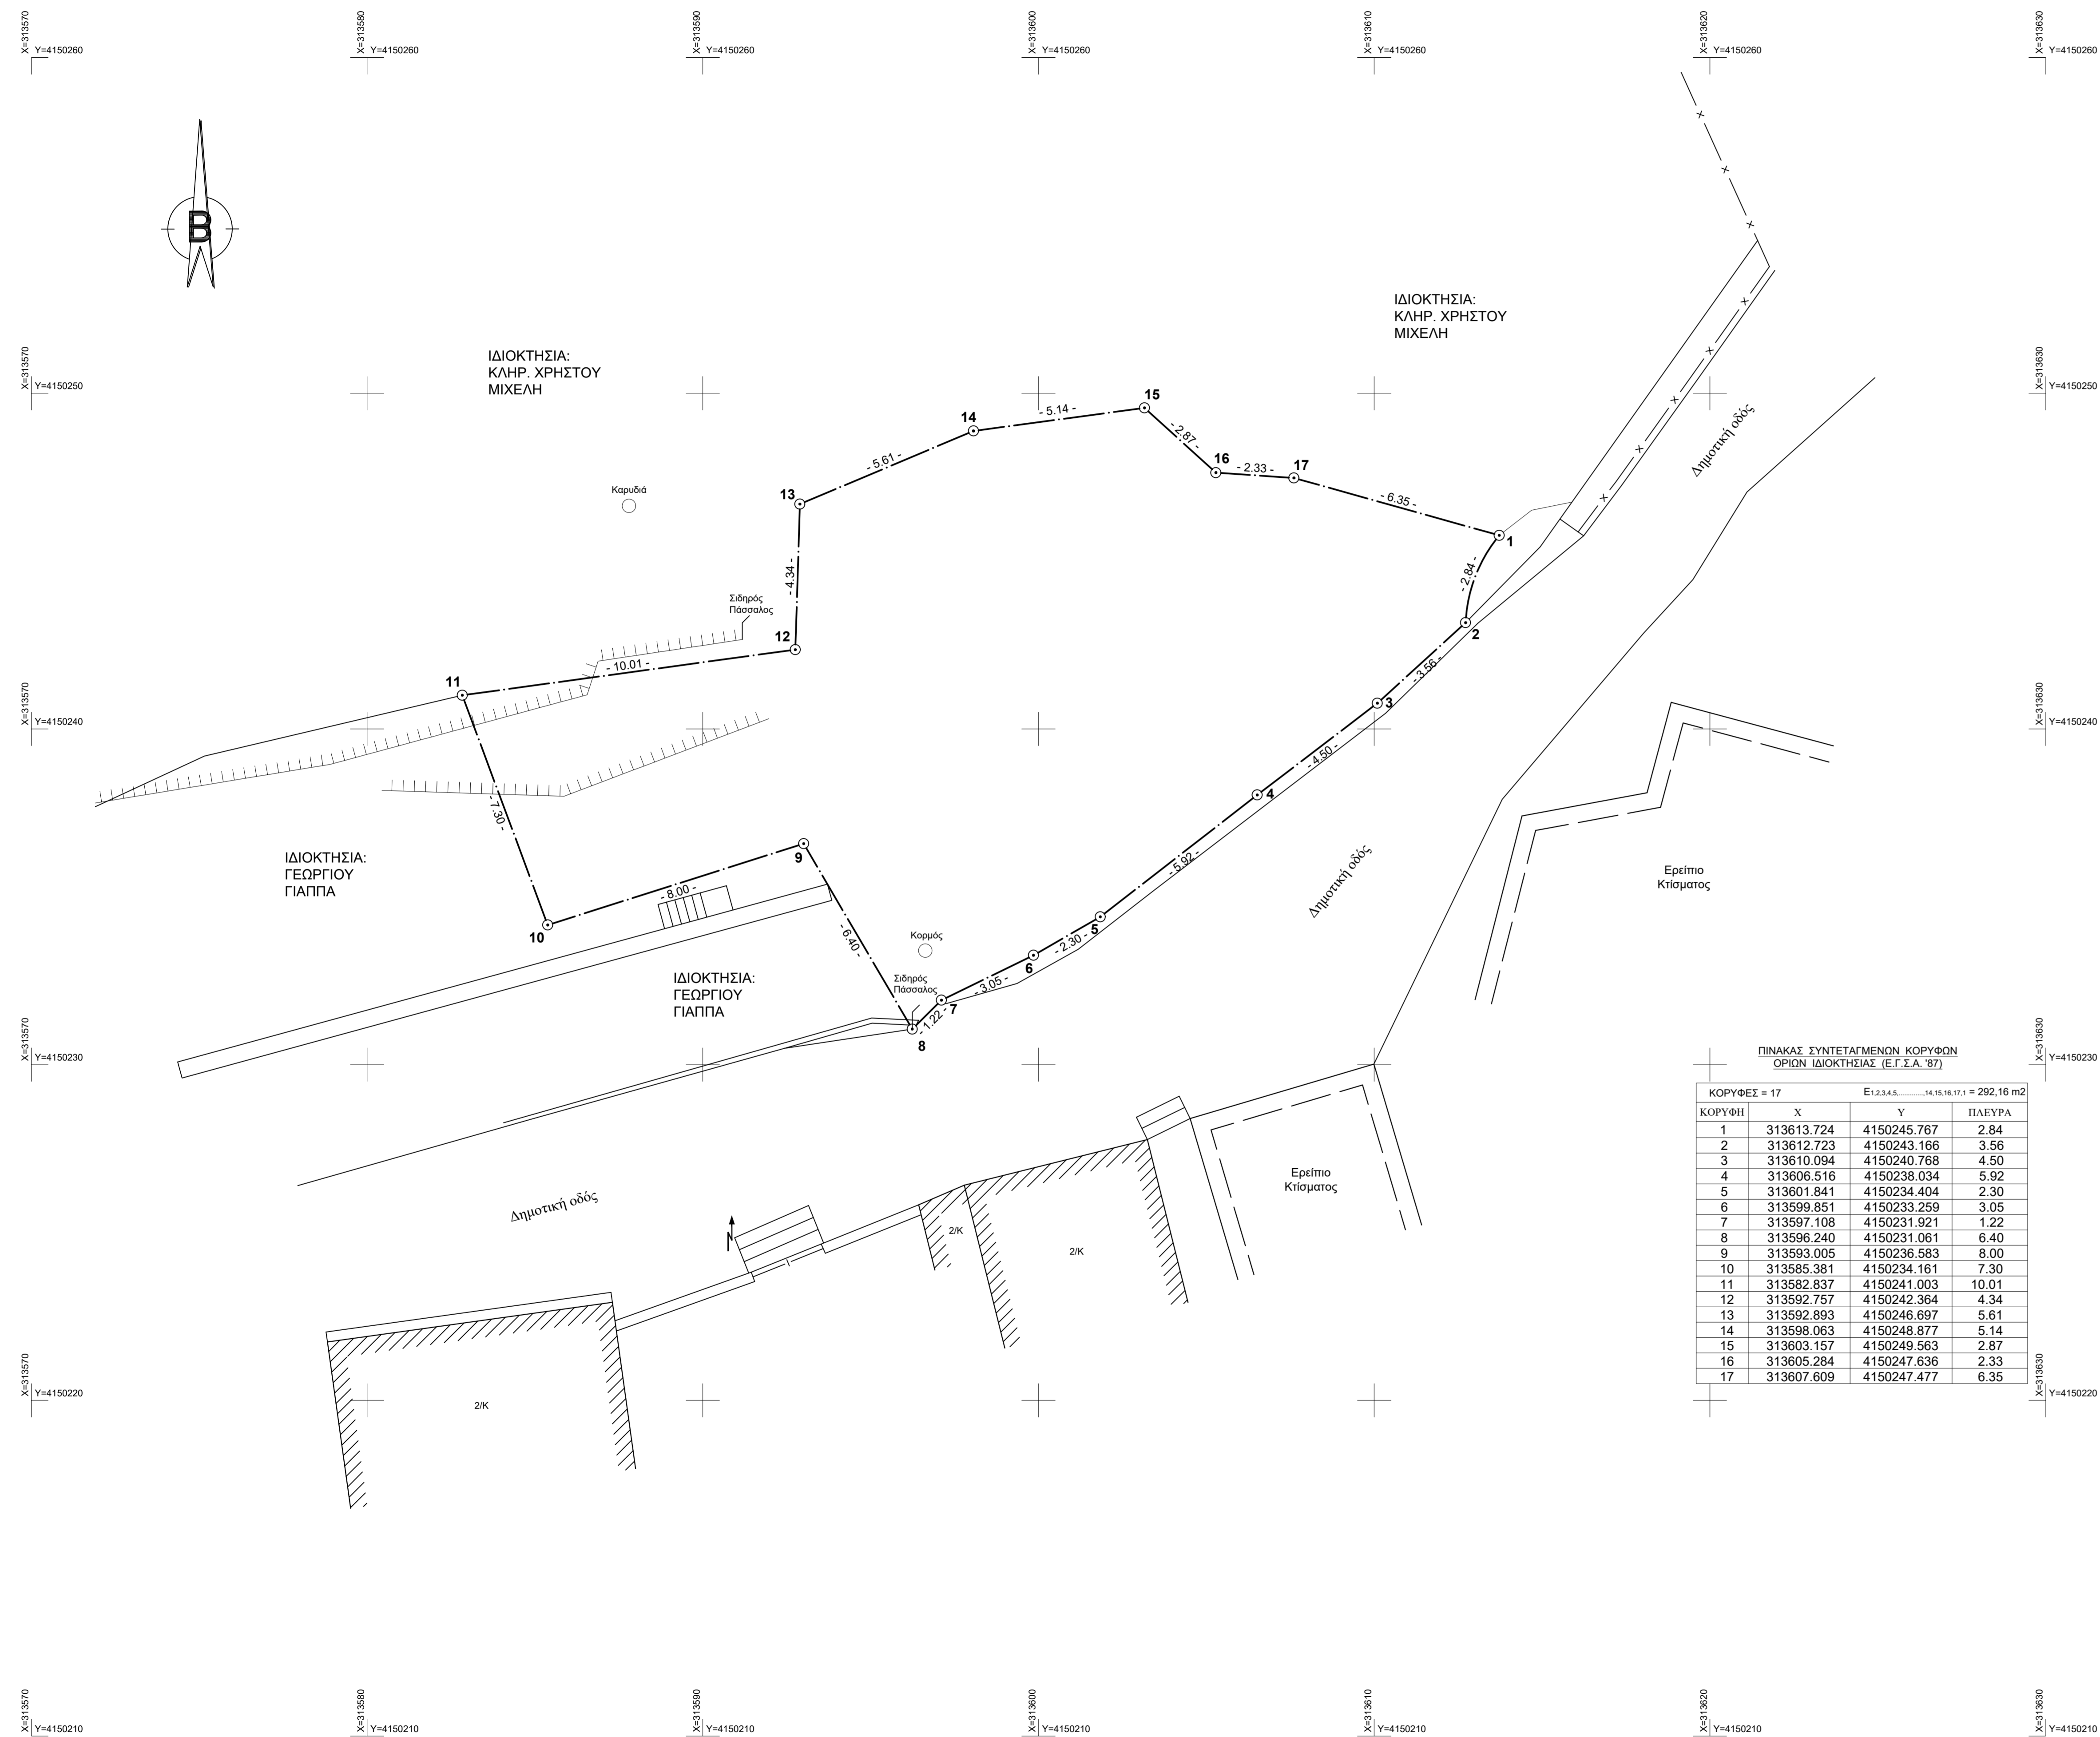 X=313570 Y=4150260
X=313580 Y=4150260
X=313590 Y=4150260
X=313600 Y=4150260
X=313610 Y=4150260
X=313620 Y=4150260
X=313630 Y=4150260
B
ΙΔΙΟΚΤΗΣΙΑ:
ΚΛΗΡ. ΧΡΗΣΤΟΥ
ΜΙΧΕΛΗ
ΙΔΙΟΚΤΗΣΙΑ:
ΚΛΗΡ. ΧΡΗΣΤΟΥ
ΜΙΧΕΛΗ
X=313570 Y=4150250
X=313630 Y=4150250
15
- 5.14 -
14
- 2.87 -
16
- 2.33 -
17
- 5.61 -
- 6.35 -
13
Καρυδιά
1
Δημοτική οδός
- 4.34 -
- 2.84 -
Σιδηρός
Πάσσαλος
12
2
- 10.01 -
- 3.56 -
11
3
X=313570 Y=4150240
X=313630 Y=4150240
- 4.50 -
4
- 7.30 -
ΙΔΙΟΚΤΗΣΙΑ:
ΓΕΩΡΓΙΟΥ
ΓΙΑΠΠΑ
9
- 8.00 -
- 5.92 -
Δημοτική οδός
Ερείπιο
Κτίσματος
10
5
- 6.40 -
Κορμός
- 2.30 -
6
ΙΔΙΟΚΤΗΣΙΑ:
ΓΕΩΡΓΙΟΥ
ΓΙΑΠΠΑ
Σιδηρός
Πάσσαλος
- 3.05 -
7
- 1.22 -
8
X=313570 Y=4150230
X=313630 Y=4150230
ΠΙΝΑΚΑΣ ΣΥΝΤΕΤΑΓΜΕΝΩΝ ΚΟΡΥΦΩΝ
ΟΡΙΩΝ ΙΔΙΟΚΤΗΣΙΑΣ (Ε.Γ.Σ.Α. '87)
ΚΟΡΥΦΕΣ = 17 E1,2,3,4,5,............,14,15,16,17,1 = 292,16 m2
ΚΟΡΥΦΗ X Y ΠΛΕΥΡΑ
1 313613.724 4150245.767 2.84
2 313612.723 4150243.166 3.56
3 313610.094 4150240.768 4.50
4 313606.516 4150238.034 5.92
5 313601.841 4150234.404 2.30
6 313599.851 4150233.259 3.05
7 313597.108 4150231.921 1.22
8 313596.240 4150231.061 6.40
9 313593.005 4150236.583 8.00
10 313585.381 4150234.161 7.30
11 313582.837 4150241.003 10.01
12 313592.757 4150242.364 4.34
13 313592.893 4150246.697 5.61
14 313598.063 4150248.877 5.14
15 313603.157 4150249.563 2.87
16 313605.284 4150247.636 2.33
17 313607.609 4150247.477 6.35
Ερείπιο
Κτίσματος
Δημοτική οδός
N
2/Κ
2/Κ
2/Κ
X=313570 Y=4150220
X=313630 Y=4150220
X=313570 Y=4150210
X=313580 Y=4150210
X=313590 Y=4150210
X=313600 Y=4150210
X=313610 Y=4150210
X=313620 Y=4150210
X=313630 Y=4150210